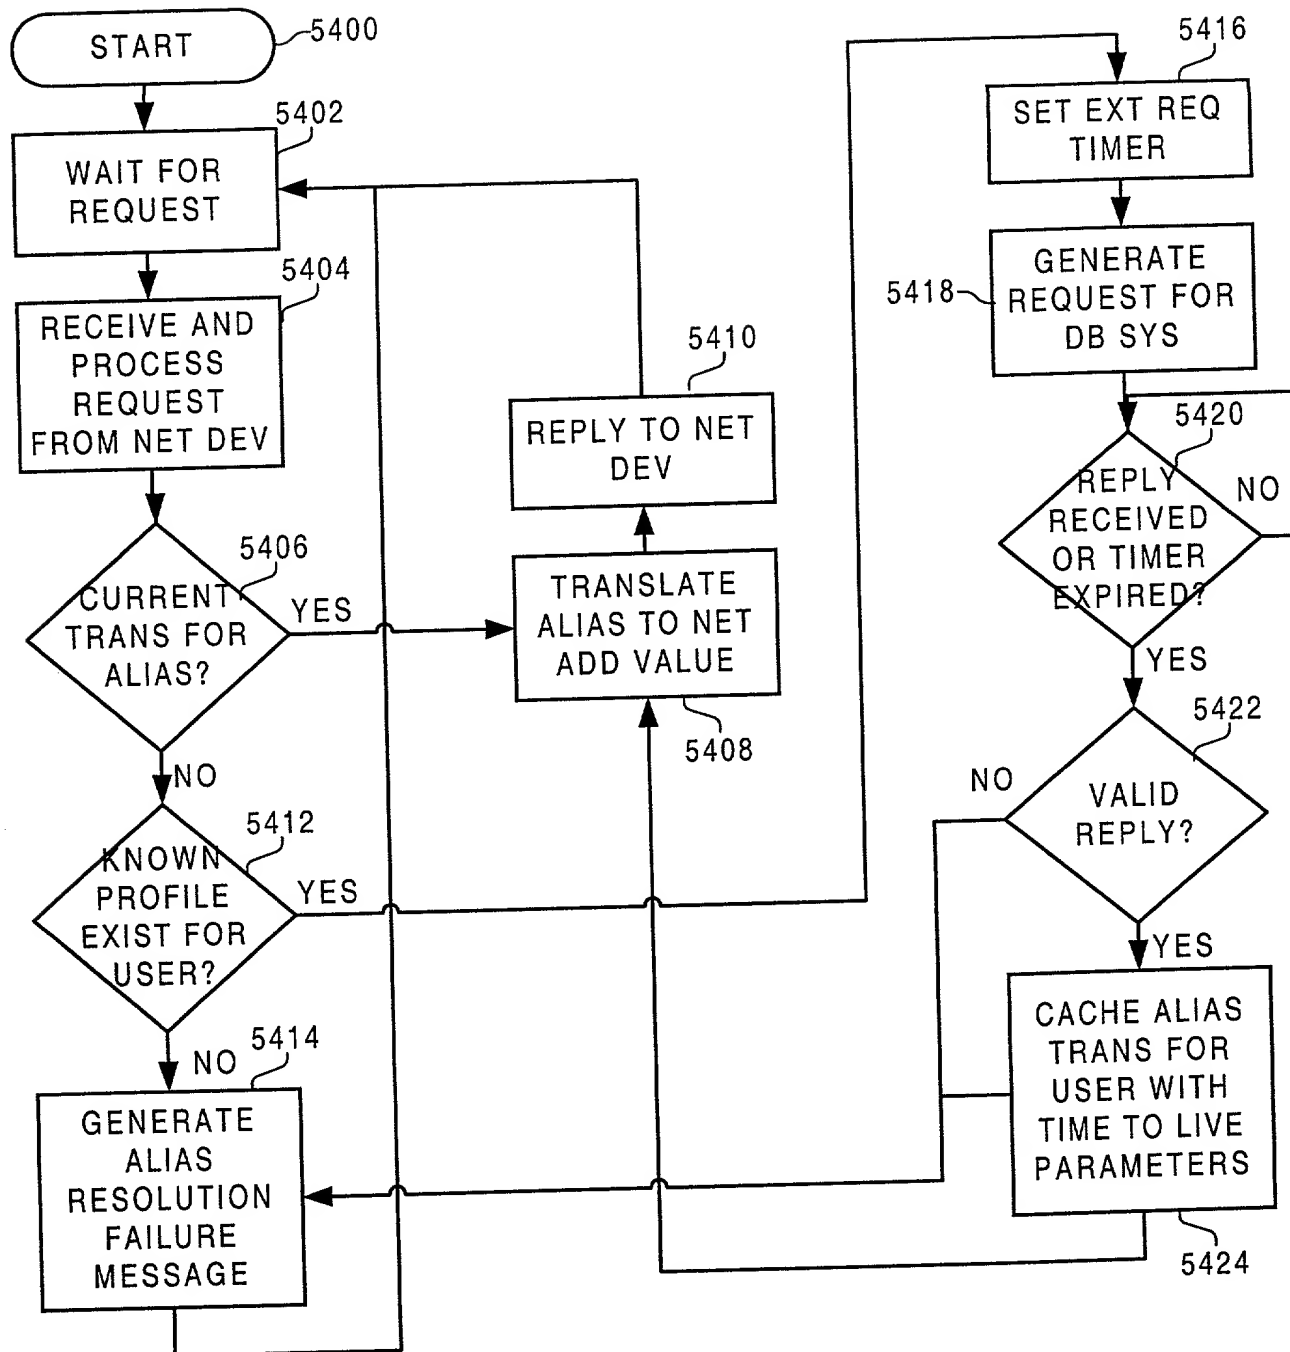 START
5400
5402
WAIT FOR
REQUEST
5404
RECEIVE AND
PROCESS
REQUEST
FROM NET DEV
5406
CURRENT
TRANS FOR
ALIAS?
YES
NO
5412
KNOWN
PROFILE
EXIST FOR
USER?
YES
NO
5414
GENERATE
ALIAS
RESOLUTION
FAILURE
MESSAGE
5410
REPLY TO NET
DEV
TRANSLATE
ALIAS TO NET
ADD VALUE
5408
5416
SET EXT REQ
TIMER
5418
GENERATE
REQUEST FOR
DB SYS
5420
REPLY
RECEIVED
OR TIMER
EXPIRED?
NO
YES
5422
VALID
REPLY?
NO
YES
CACHE ALIAS
TRANS FOR
USER WITH
TIME TO LIVE
PARAMETERS
5424